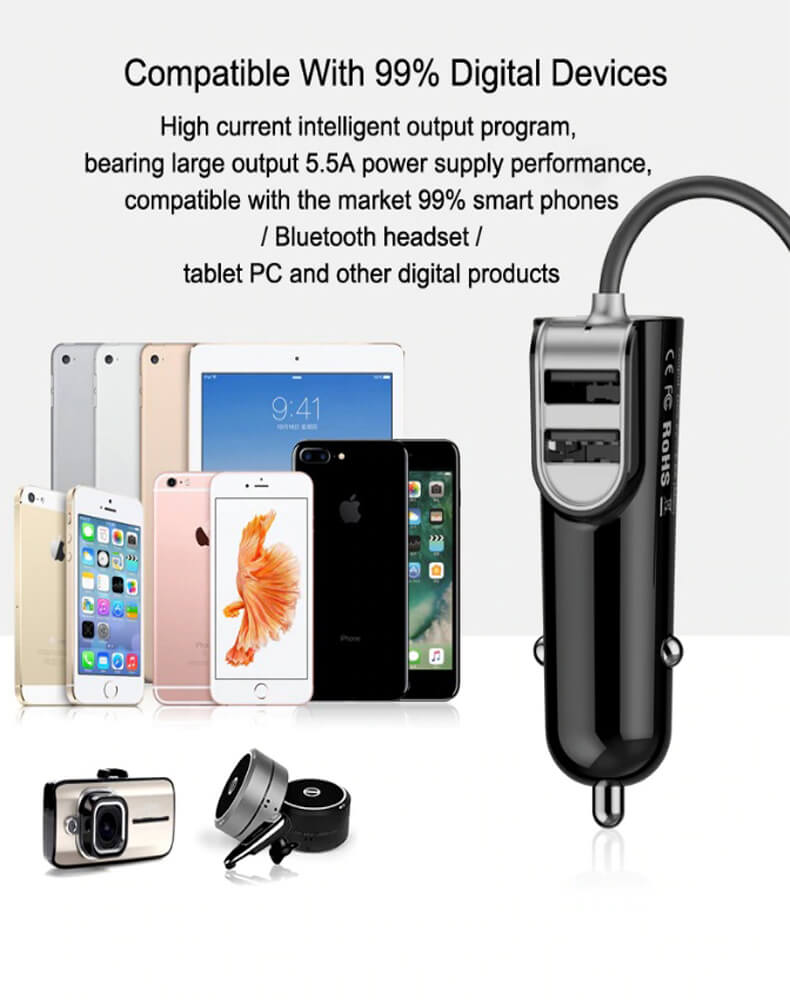 Compatible With 99% Digital Devices
High current intelligent output program,
bearing large output 5.5A power supply performance,
compatible with the market 99% smart phones
/ Bluetooth headset /
tablet PC and other digital products
9:41
CE FC ROHS
iPhone
iPhone